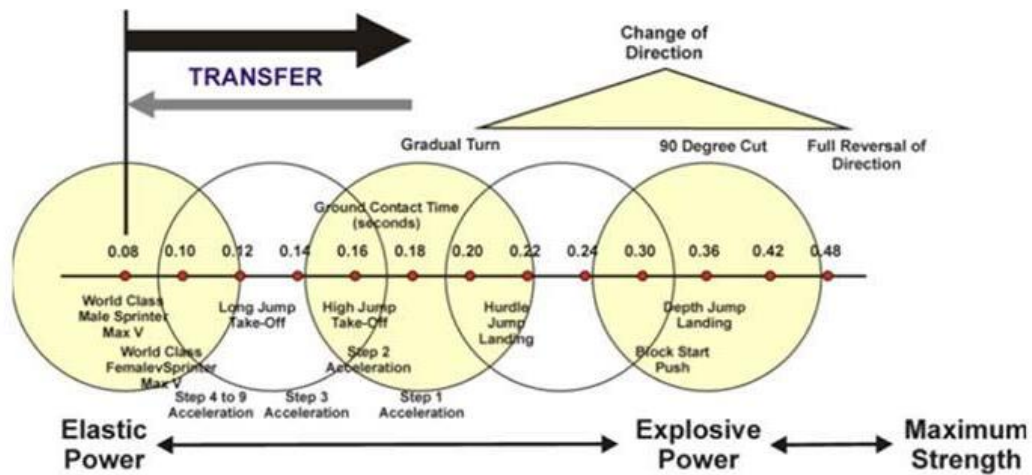 Change of
Direction
TRANSFER
Gradual Turn
90 Degree Cut
Full Reversal of
Direction
Ground Contact Time
(seconds)
0.08 0.10 0.12 0.14 0.16 0.18 0.20 0.22 0.24 0.30 0.36 0.42 0.48
World Class
Male Sprinter
Max V
Long Jump
Take-Off
High Jump
Take-Off
Hurdle
Jump
Landing
Depth Jump
Landing
World Class
FemalevSprinter
Max V
Step 2
Acceleration
Block Start
Push
Step 4 to 9
Acceleration
Step 3
Acceleration
Step 1
Acceleration
Elastic
Power
Explosive
Power
Maximum
Strength